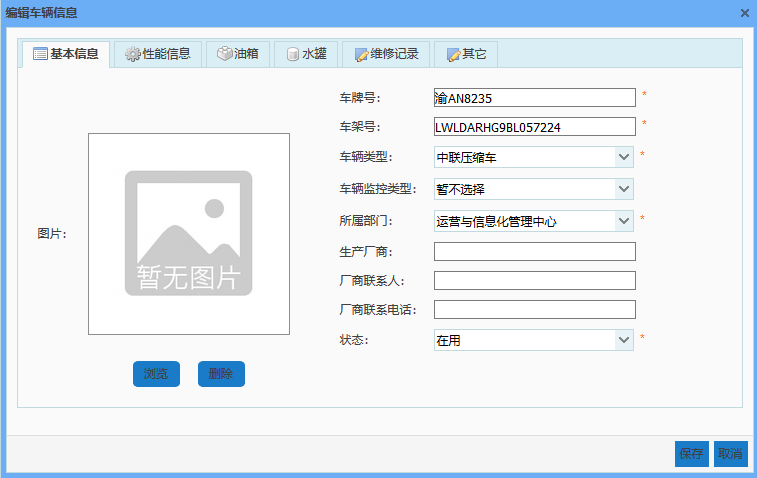 编辑车辆信息
基本信息 性能信息 油箱 水罐 维修记录 其它
车牌号: 渝AN8235 *
车架号: LWLDARHG9BL057224 *
车辆类型: 中联压缩车 *
车辆监控类型: 暂不选择
所属部门: 运营与信息化管理中心 *
图片:
暂无图片
生产厂商:
厂商联系人:
厂商联系电话:
状态: 在用 *
浏览 删除
保存 取消